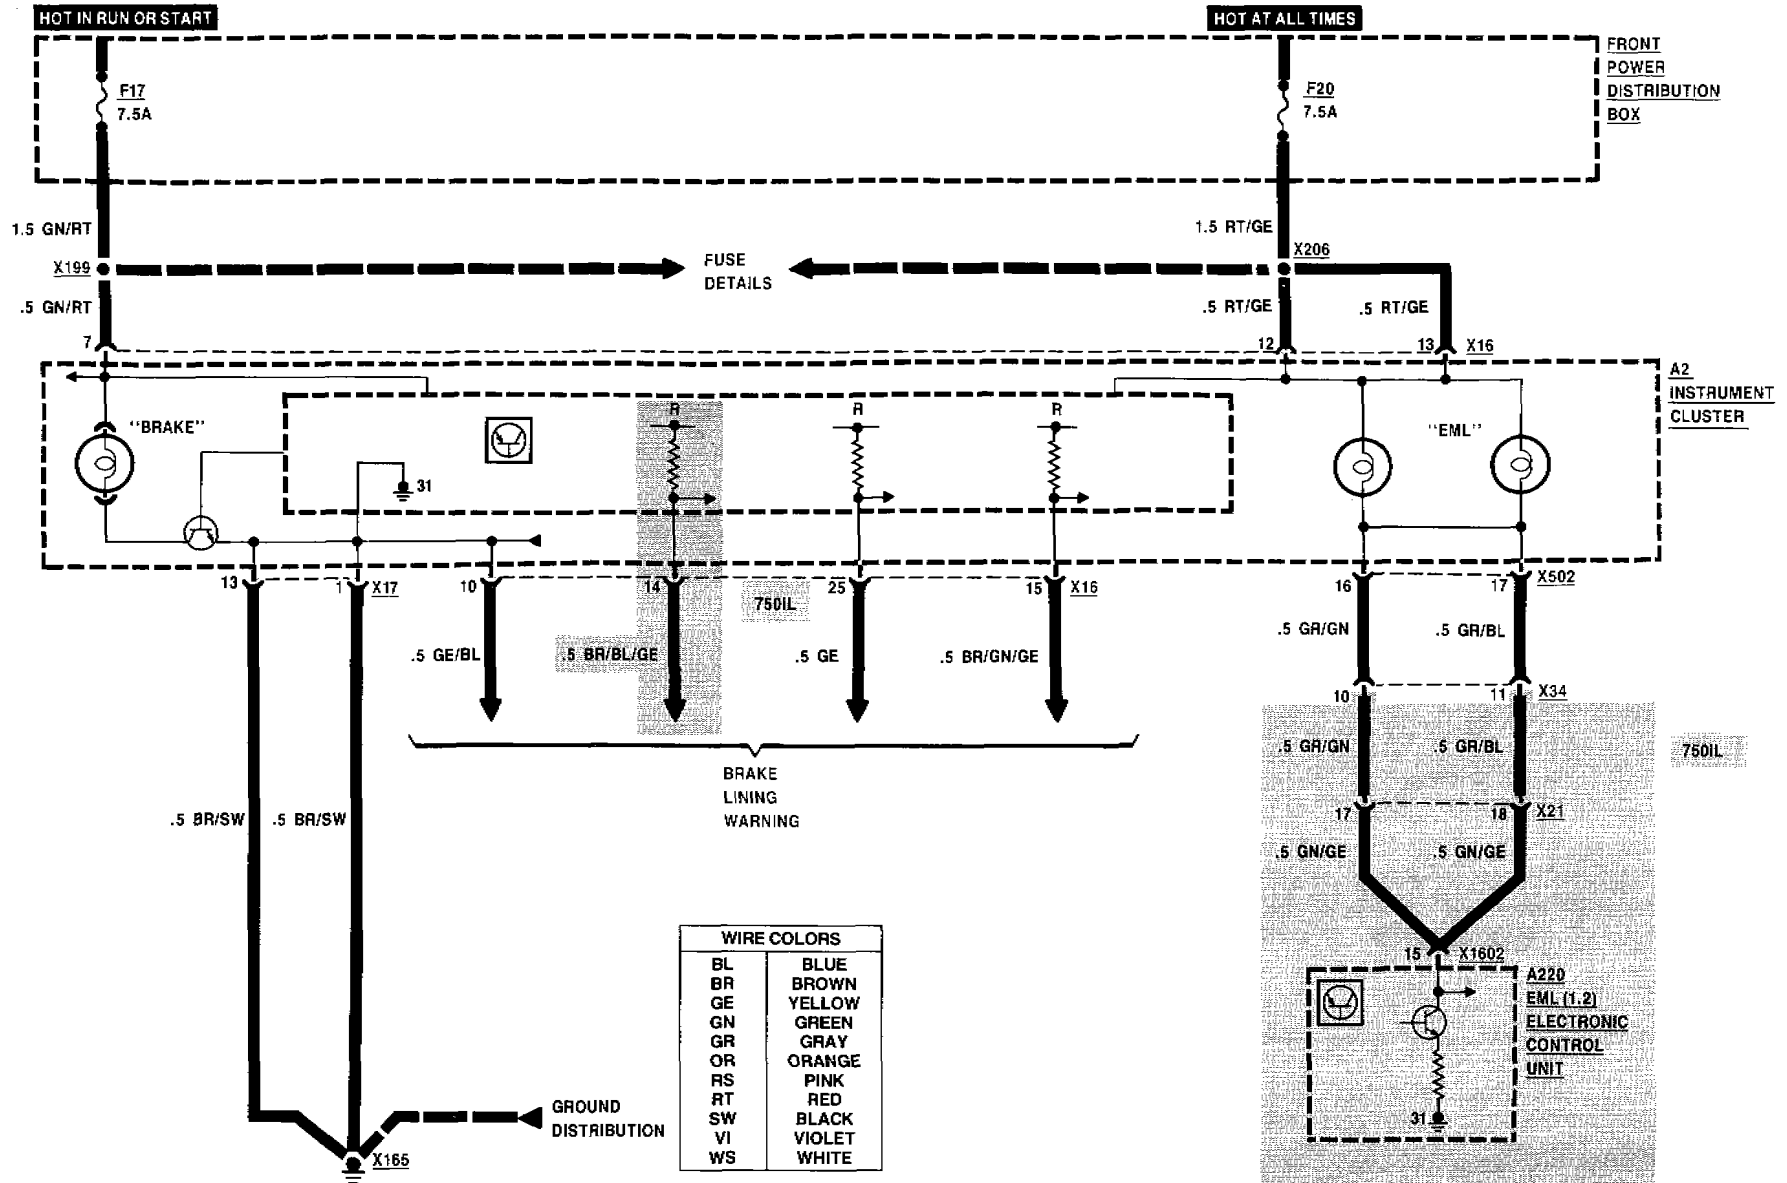 HOT IN RUN OR START
HOT AT ALL TIMES
FRONT
POWER
DISTRIBUTION
BOX
F17
7.5A
F20
7.5A
1.5 GN/RT
1.5 RT/GE
X199
FUSE
DETAILS
X206
.5 GN/RT
.5 RT/GE
.5 RT/GE
7
12
13
X16
A2
INSTRUMENT
CLUSTER
"BRAKE"
R
R
R
"EML"
31
13
1
X17
10
14
750IL
25
15
X16
16
17
X502
.5 GE/BL
.5 BR/BL/GE
.5 GE
.5 BR/GN/GE
.5 GR/GN
.5 GR/BL
10
11
X34
.5 GR/GN
.5 GR/BL
750IL
BRAKE
LINING
WARNING
.5 BR/SW
.5 BR/SW
17
18
X21
.5 GN/GE
.5 GN/GE
15
X1602
A220
EML (1.2)
ELECTRONIC
CONTROL
UNIT
31
WIRE COLORS
BL BLUE
BR BROWN
GE YELLOW
GN GREEN
GR GRAY
OR ORANGE
RS PINK
RT RED
SW BLACK
VI VIOLET
WS WHITE
GROUND
DISTRIBUTION
X165